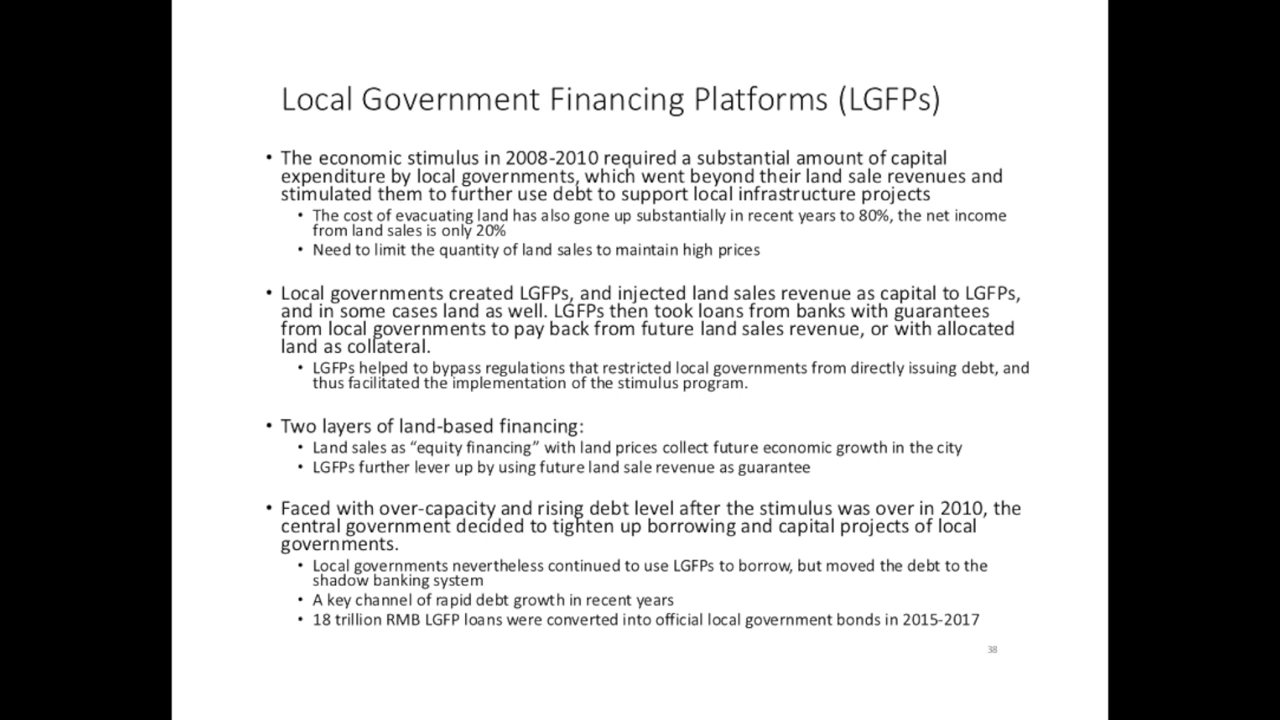 Local Government Financing Platforms (LGFPs)
• The economic stimulus in 2008-2010 required a substantial amount of capital
expenditure by local governments, which went beyond their land sale revenues and
stimulated them to further use debt to support local infrastructure projects
• The cost of evacuating land has also gone up substantially in recent years to 80%, the net income
from land sales is only 20%
• Need to limit the quantity of land sales to maintain high prices
• Local governments created LGFPs, and injected land sales revenue as capital to LGFPs,
and in some cases land as well. LGFPs then took loans from banks with guarantees
from local governments to pay back from future land sales revenue, or with allocated
land as collateral.
• LGFPs helped to bypass regulations that restricted local governments from directly issuing debt, and
thus facilitated the implementation of the stimulus program.
• Two layers of land-based financing:
• Land sales as “equity financing” with land prices collect future economic growth in the city
• LGFPs further lever up by using future land sale revenue as guarantee
• Faced with over-capacity and rising debt level after the stimulus was over in 2010, the
central government decided to tighten up borrowing and capital projects of local
governments.
• Local governments nevertheless continued to use LGFPs to borrow, but moved the debt to the
shadow banking system
• A key channel of rapid debt growth in recent years
• 18 trillion RMB LGFP loans were converted into official local government bonds in 2015-2017
38